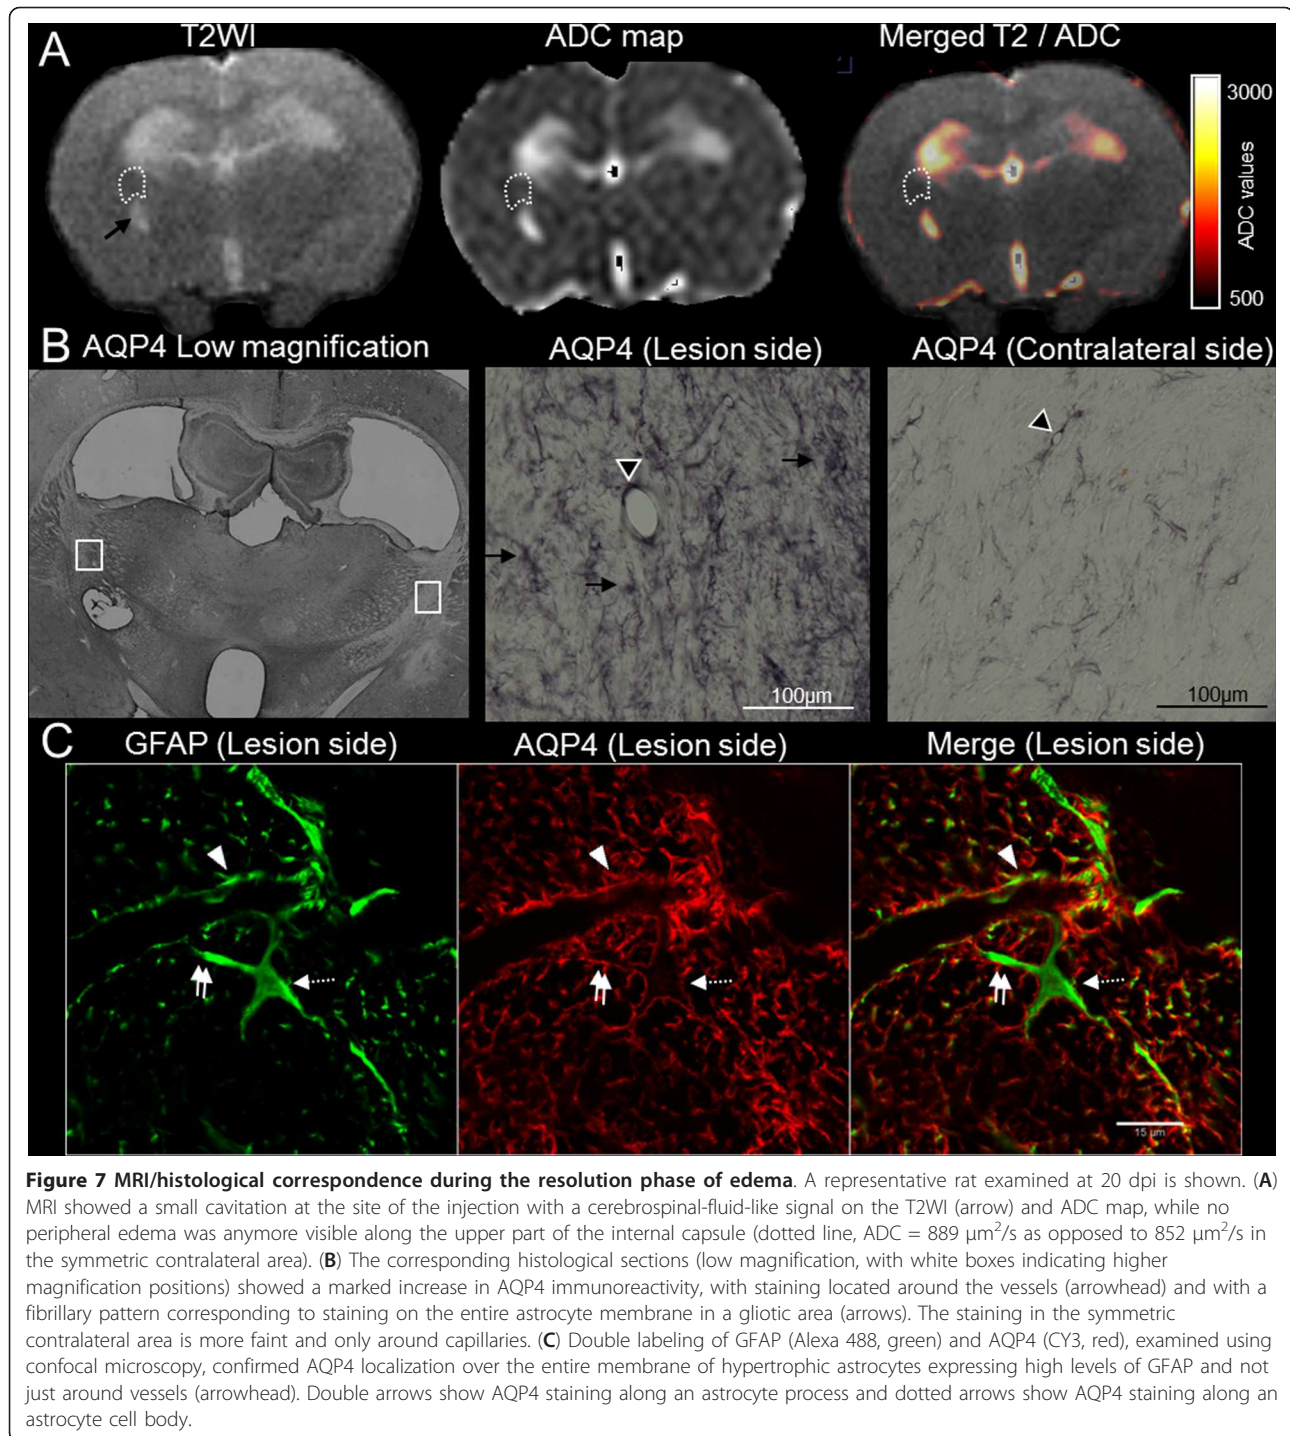 A
T2WI
ADC map
Merged T2 / ADC
3000
ADC values
500
B
AQP4 Low magnification
AQP4 (Lesion side)
AQP4 (Contralateral side)
100µm
100µm
C
GFAP (Lesion side)
AQP4 (Lesion side)
Merge (Lesion side)
15 µm
Figure 7 MRI/histological correspondence during the resolution phase of edema. A representative rat examined at 20 dpi is shown. (A)
MRI showed a small cavitation at the site of the injection with a cerebrospinal-fluid-like signal on the T2WI (arrow) and ADC map, while no
peripheral edema was anymore visible along the upper part of the internal capsule (dotted line, ADC = 889 μm²/s as opposed to 852 μm²/s in
the symmetric contralateral area). (B) The corresponding histological sections (low magnification, with white boxes indicating higher
magnification positions) showed a marked increase in AQP4 immunoreactivity, with staining located around the vessels (arrowhead) and with a
fibrillary pattern corresponding to staining on the entire astrocyte membrane in a gliotic area (arrows). The staining in the symmetric
contralateral area is more faint and only around capillaries. (C) Double labeling of GFAP (Alexa 488, green) and AQP4 (CY3, red), examined using
confocal microscopy, confirmed AQP4 localization over the entire membrane of hypertrophic astrocytes expressing high levels of GFAP and not
just around vessels (arrowhead). Double arrows show AQP4 staining along an astrocyte process and dotted arrows show AQP4 staining along an
astrocyte cell body.